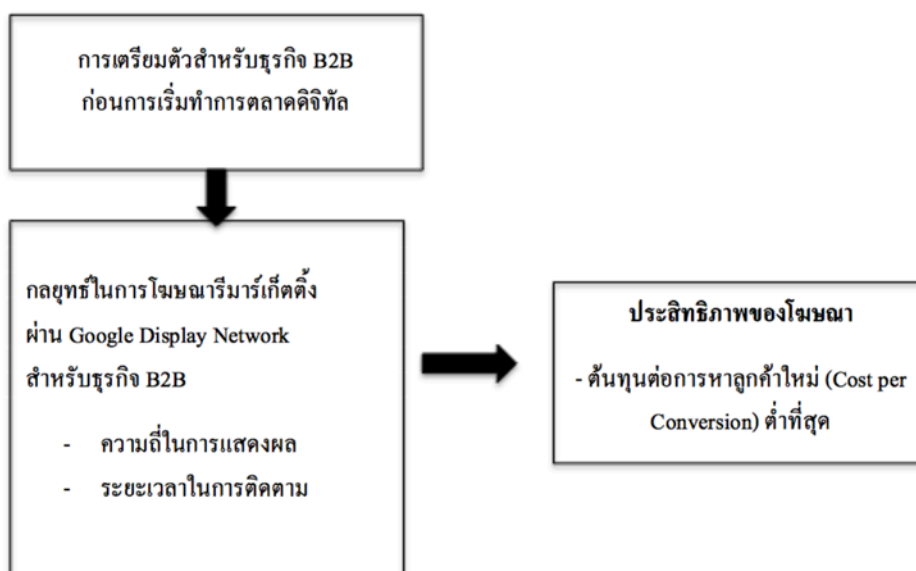 การเตรียมตัวสำหรับธุรกิจ B2B
ก่อนการเริ่มทำการตลาดดิจิทัล
กลยุทธ์ในการโฆษณารีมาร์เก็ตติ้ง
ผ่าน Google Display Network
สำหรับธุรกิจ B2B
- ความถี่ในการแสดงผล
- ระยะเวลาในการติดตาม
ประสิทธิภาพของโฆษณา
- ต้นทุนต่อการหาลูกค้าใหม่ (Cost per
Conversion) ต่ำที่สุด